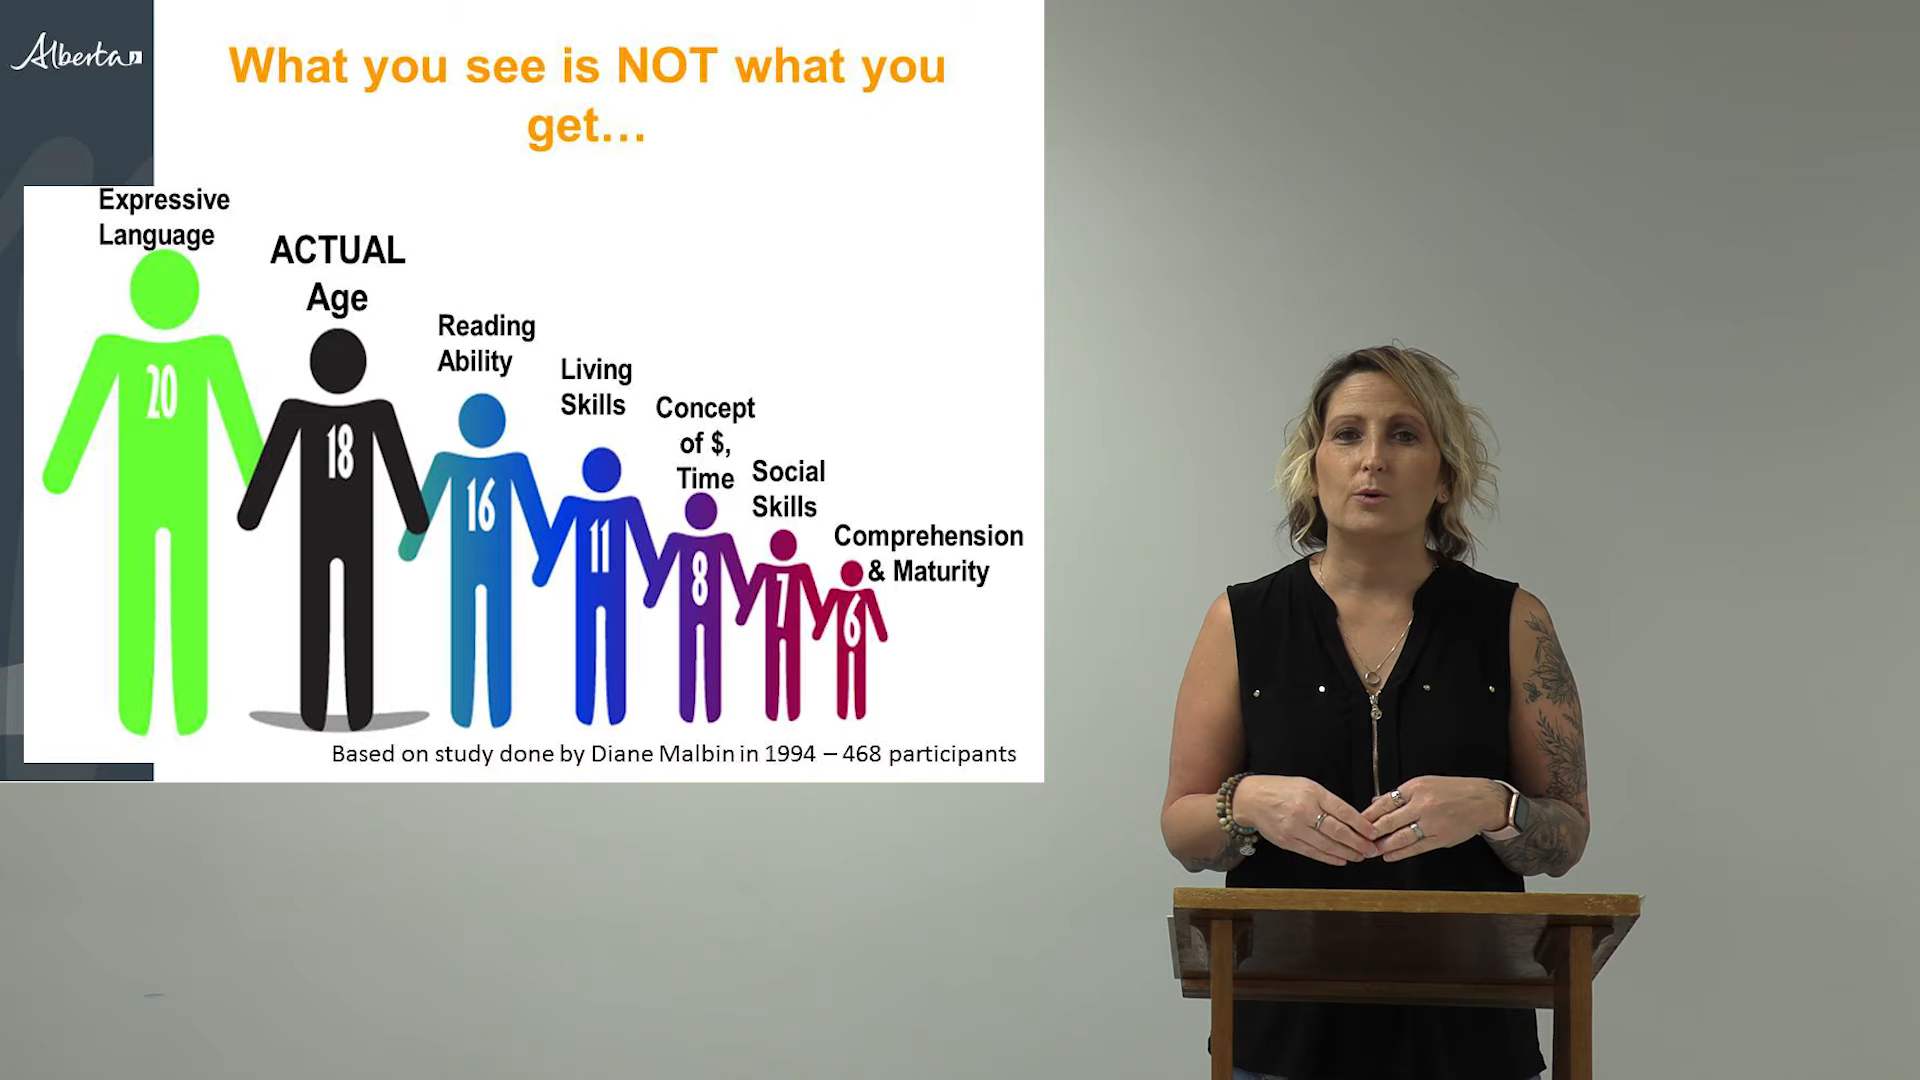 Alberta
What you see is NOT what you
get…
Expressive
Language
ACTUAL
Age
Reading
Ability
Living
Skills
Concept
of $,
Time
Social
Skills
Comprehension
& Maturity
20
18
16
11
8
7
6
Based on study done by Diane Malbin in 1994 – 468 participants